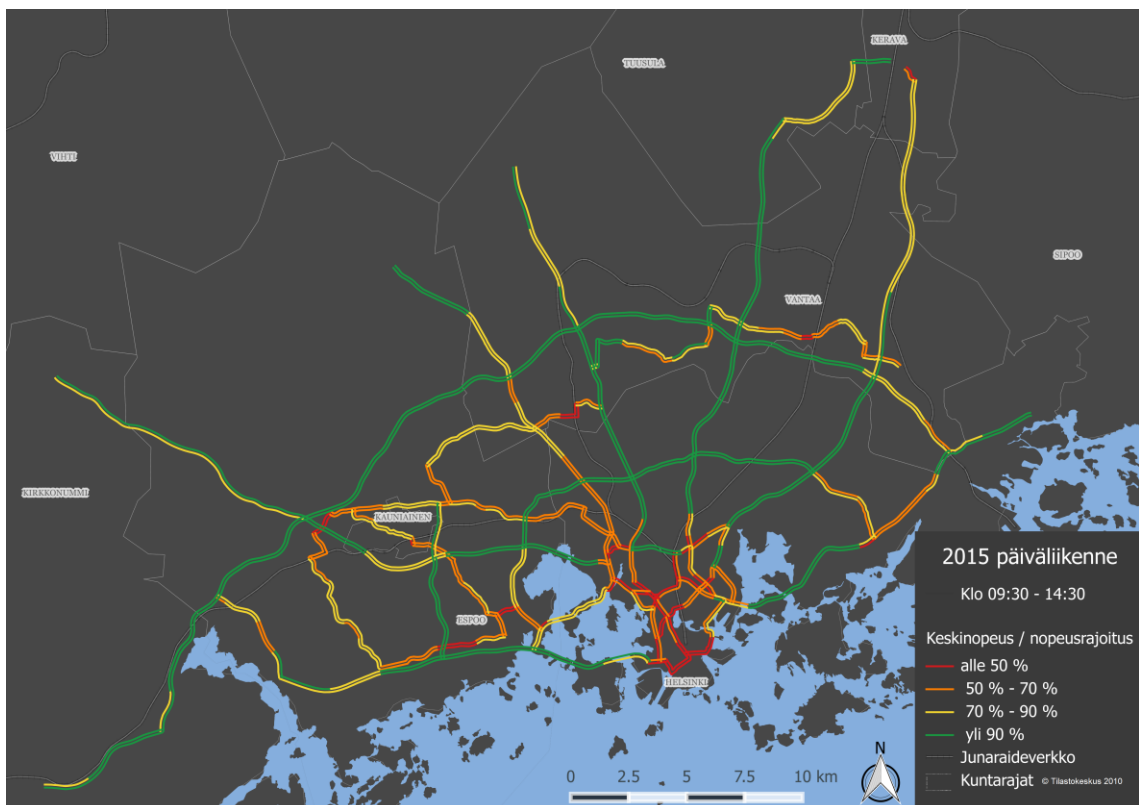 KERAVA
TUUSULA
VIHTI
SIPOO
VANTAA
KIRKKONUMMI
KAUNIAINEN
ESPOO
HELSINKI
2015 päiväliikenne
Klo 09:30 - 14:30
Keskinopeus / nopeusrajoitus
alle 50 %
50 % - 70 %
70 % - 90 %
yli 90 %
Junaraideverkko
Kuntarajat © Tilastokeskus 2010
N
0 2.5 5 7.5 10 km